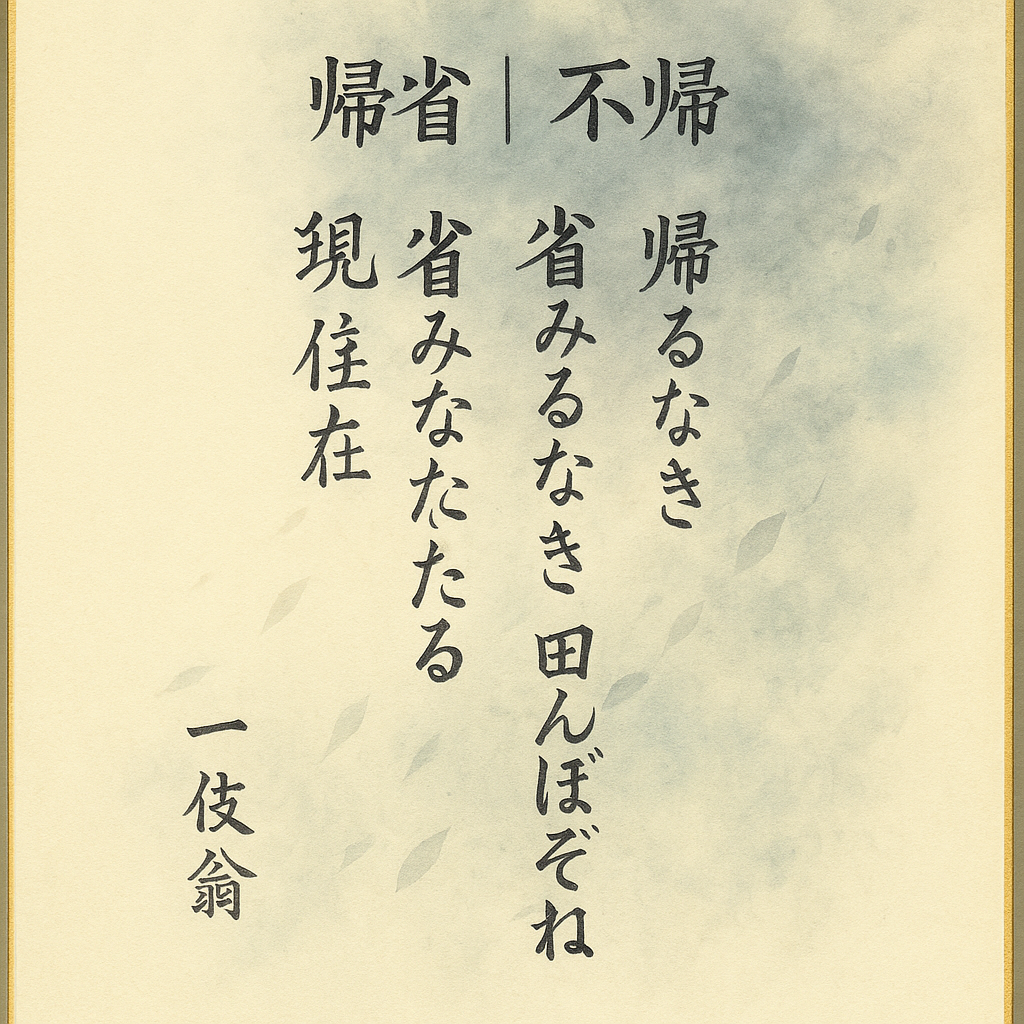 帰省|不帰
帰るなき
省みるなき 田んぼぞね
省みなたたる
現住在
一伎翁